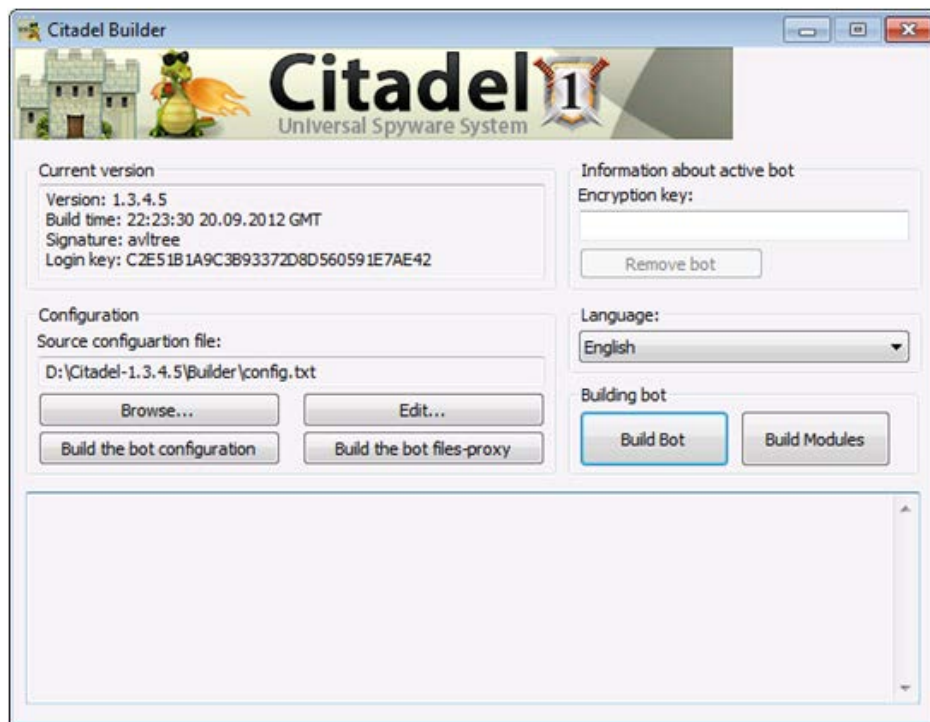 Citadel Builder
Citadel 1
Universal Spyware System
Current version
Version: 1.3.4.5
Build time: 22:23:30 20.09.2012 GMT
Signature: avltree
Login key: C2E51B1A9C3B93372D8D560591E7AE42
Information about active bot
Encryption key:
Remove bot
Configuration
Source configuartion file:
D:\Citadel-1.3.4.5\Builder\config.txt
Browse...
Edit...
Build the bot configuration
Build the bot files-proxy
Language:
English
Building bot
Build Bot
Build Modules